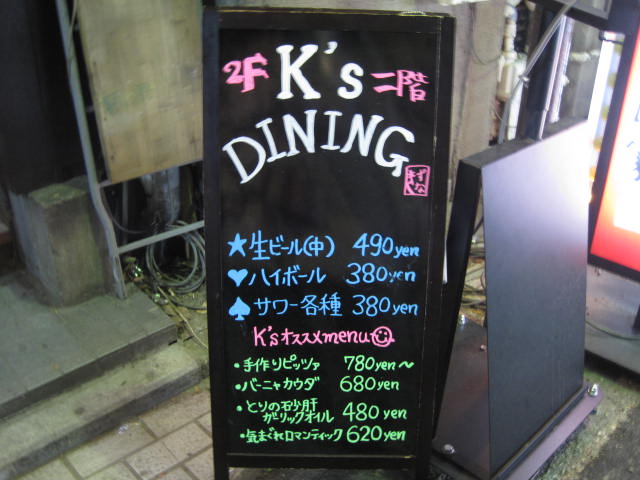 2F K's 二階
DINING
★生ビール(中) 490yen
♥ハイボール 380yen
♠サワー各種 380yen
K'sオススメmenu☺
・手作りピッツァ 780yen〜
・バーニャカウダ 680yen
・とりの砂肝
ガーリックオイル 480yen
・気まぐれロマンティック 620yen